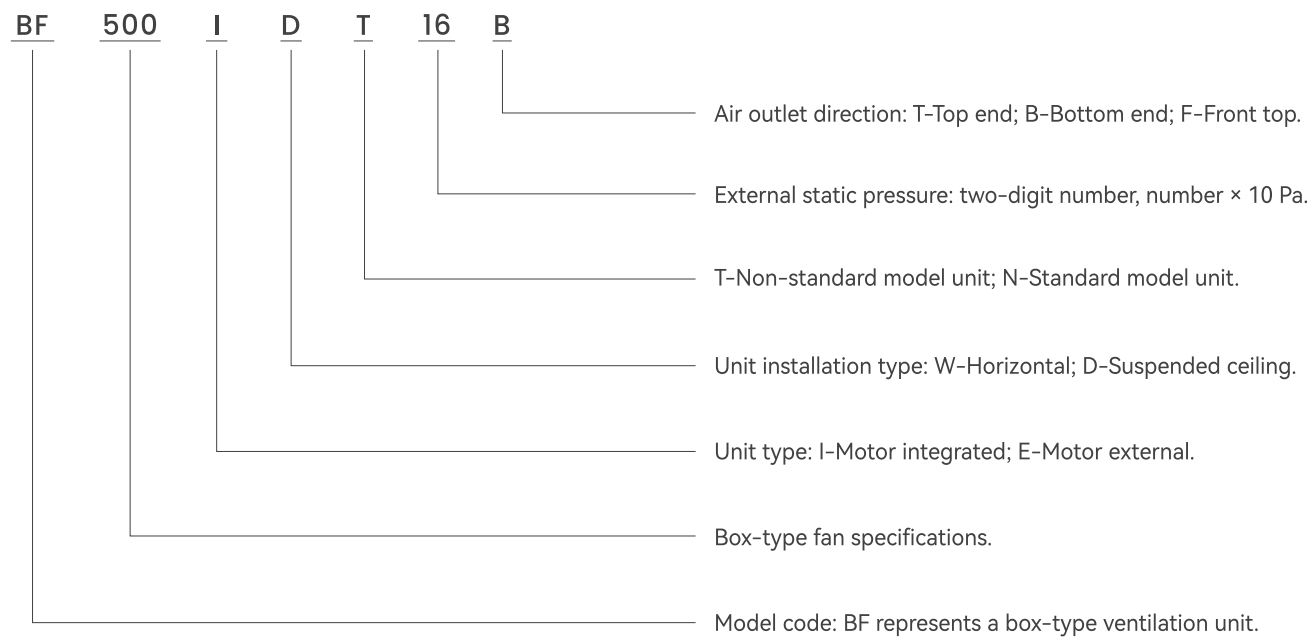 BF 500 I D T 16 B
Air outlet direction: T-Top end; B-Bottom end; F-Front top.
External static pressure: two-digit number, number × 10 Pa.
T-Non-standard model unit; N-Standard model unit.
Unit installation type: W-Horizontal; D-Suspended ceiling.
Unit type: I-Motor integrated; E-Motor external.
Box-type fan specifications.
Model code: BF represents a box-type ventilation unit.